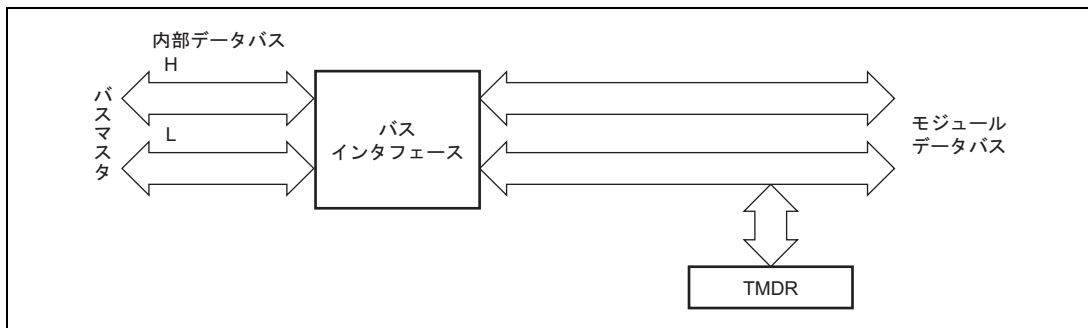 内部データバス
H
バスマスタ
L
バス
インタフェース
モジュール
データバス
TMDR